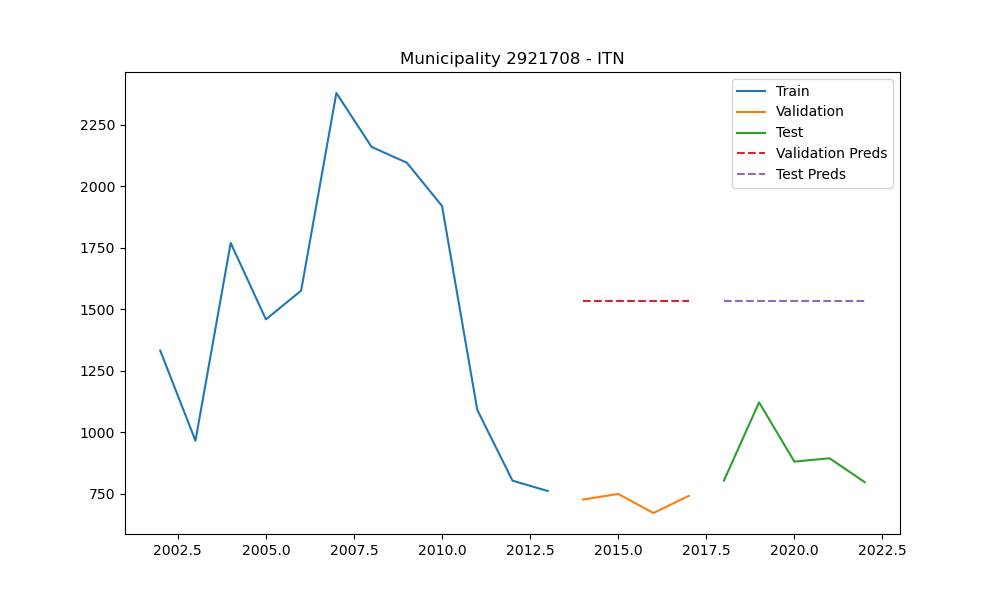 Municipality 2921708 - ITN
Train
Validation
Test
Validation Preds
Test Preds
2250
2000
1750
1500
1250
1000
750
2002.5 2005.0 2007.5 2010.0 2012.5 2015.0 2017.5 2020.0 2022.5